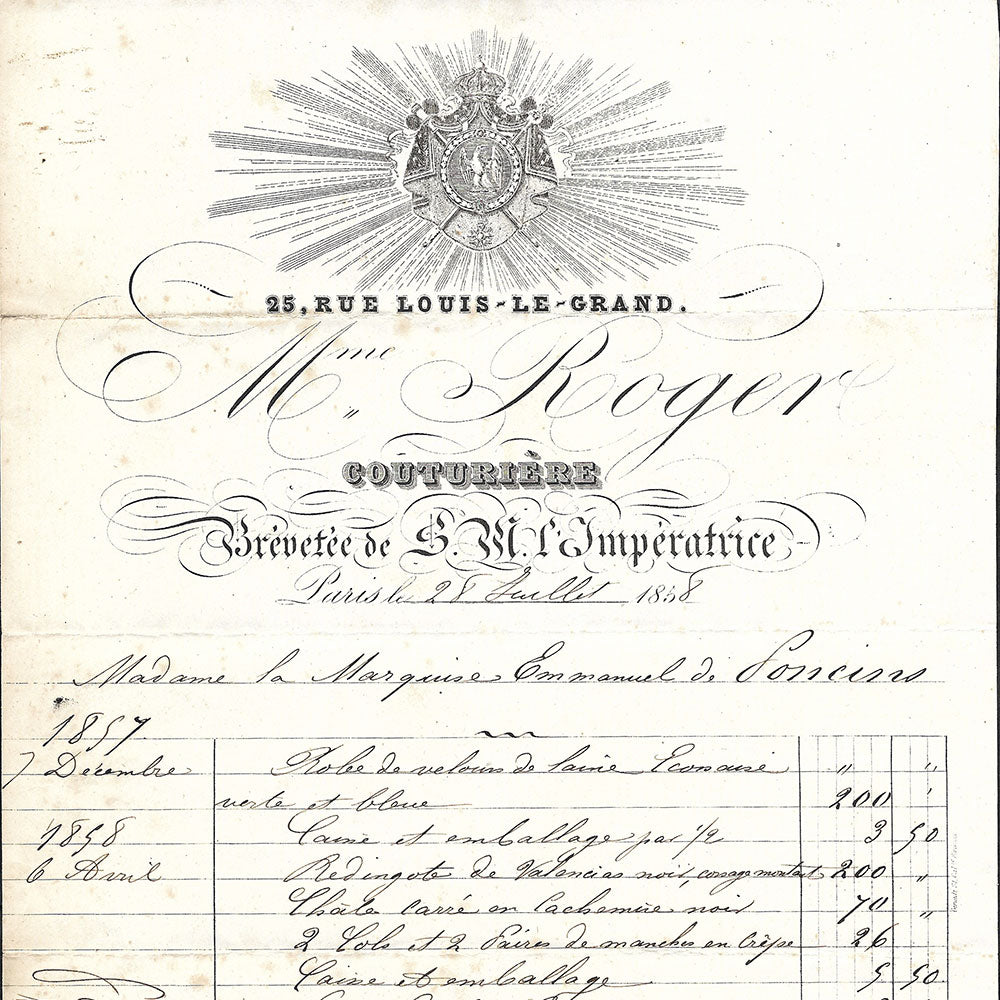 25, RUE LOUIS-LE-GRAND.
Mme Roger
COUTURIÈRE
Brévetée de S. M. l'Impératrice
Paris le 28 Juillet 1858
Madame la Marquise Emmanuel de Poncins
1857
7 Décembre Robe de velours de laine Ecossaise " "
verte et bleue 200 '
1858 Caisse et emballage par 1/2 3 50
6 Avril Redingote de Valencias noir, corsage montant 200 "
Châle carré en Cachemire noir 70 "
2 Cols et 2 Paires de manches en Crêpe 26
Caisse et emballage 5 50